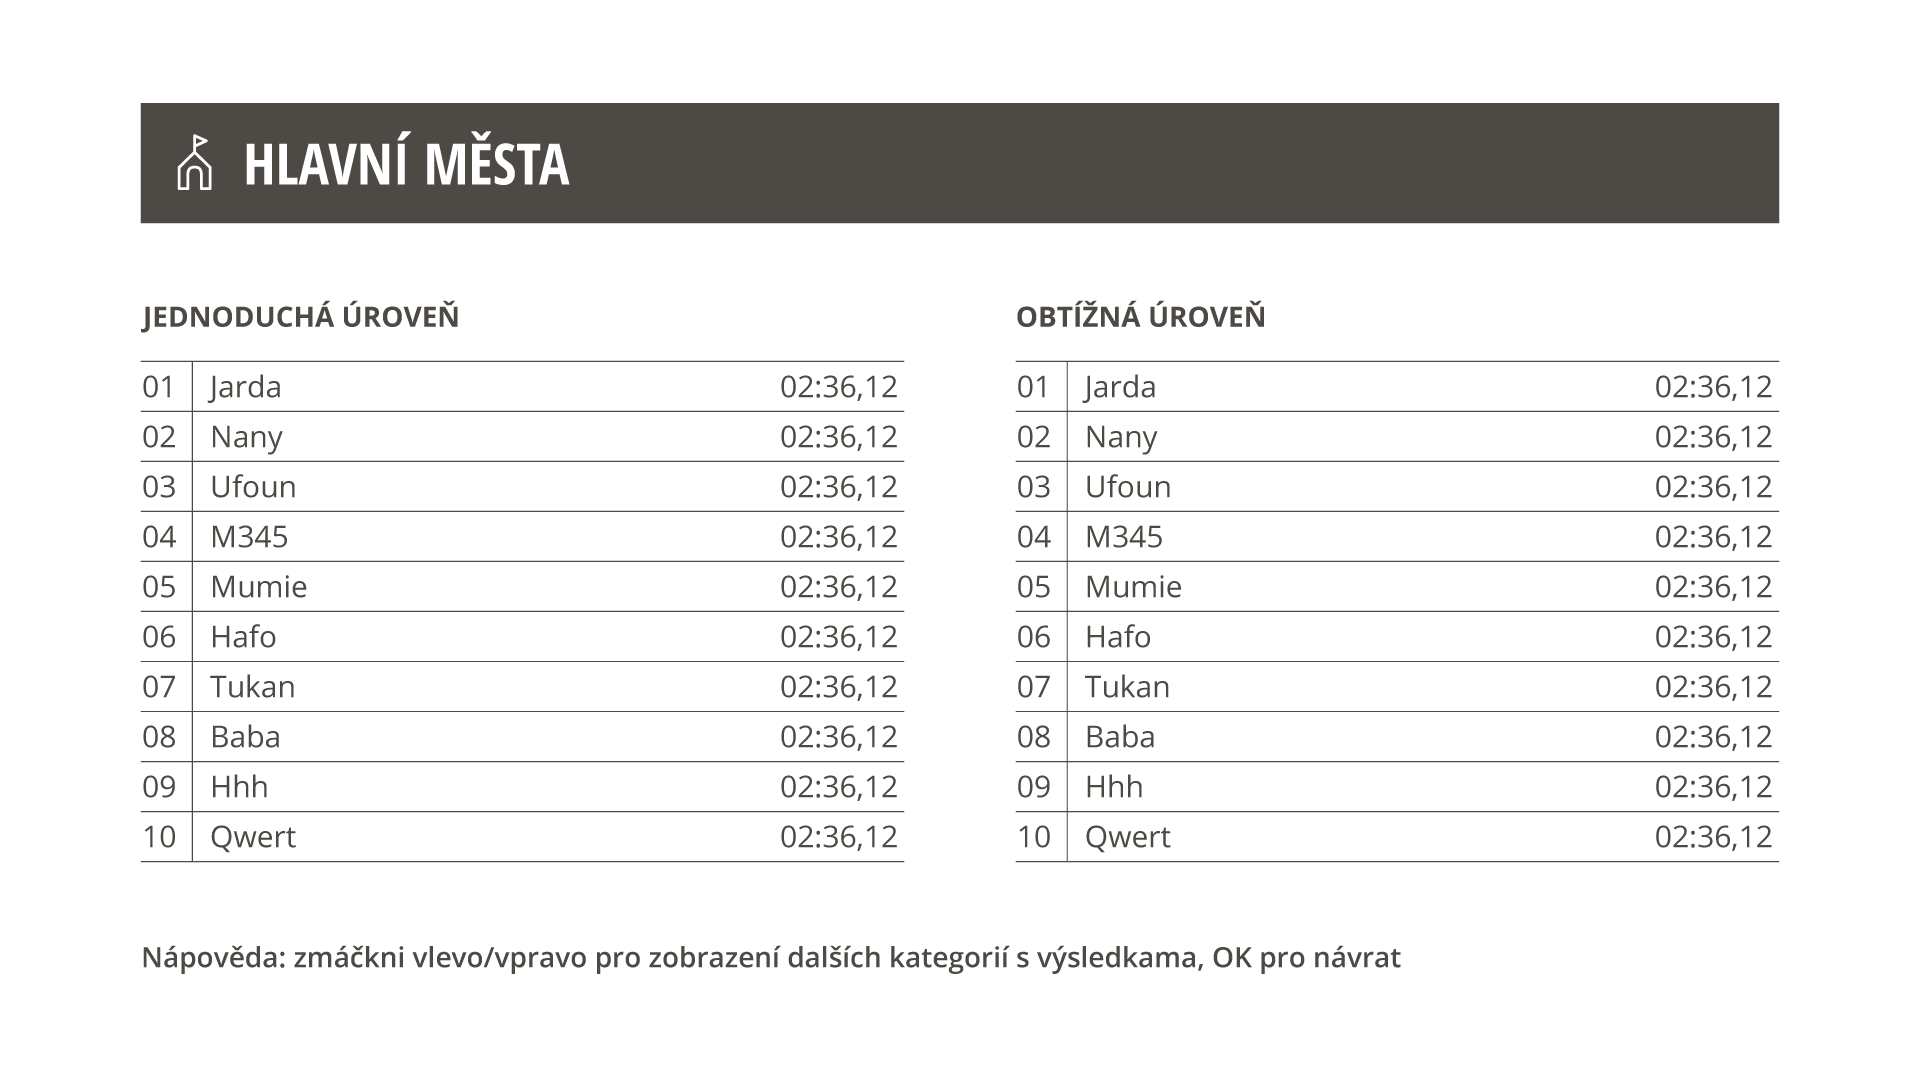 HLAVNÍ MĚSTA
JEDNODUCHÁ ÚROVEŇ
01 Jarda 02:36,12
02 Nany 02:36,12
03 Ufoun 02:36,12
04 M345 02:36,12
05 Mumie 02:36,12
06 Hafo 02:36,12
07 Tukan 02:36,12
08 Baba 02:36,12
09 Hhh 02:36,12
10 Qwert 02:36,12
OBTÍŽNÁ ÚROVEŇ
01 Jarda 02:36,12
02 Nany 02:36,12
03 Ufoun 02:36,12
04 M345 02:36,12
05 Mumie 02:36,12
06 Hafo 02:36,12
07 Tukan 02:36,12
08 Baba 02:36,12
09 Hhh 02:36,12
10 Qwert 02:36,12
Nápověda: zmáčkni vlevo/vpravo pro zobrazení dalších kategorií s výsledkama, OK pro návrat